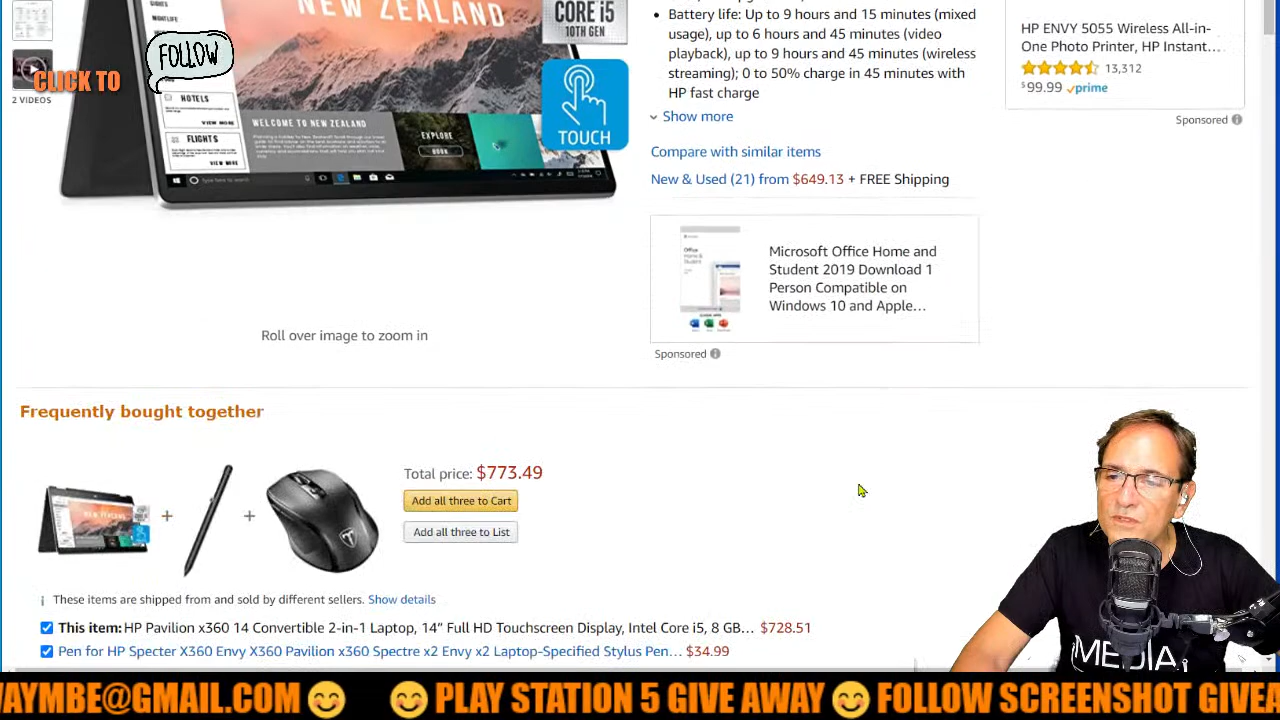 NEW ZEALAND
CORE i5
10TH GEN
TOUCH
FOLLOW
CLICK TO
2 VIDEOS
HOTELS
VIEW MORE
FLIGHTS
VIEW MORE
WELCOME TO NEW ZEALAND
EXPLORE
BOOK
Roll over image to zoom in
• Battery life: Up to 9 hours and 15 minutes (mixed
usage), up to 6 hours and 45 minutes (video
playback), up to 9 hours and 45 minutes (wireless
streaming); 0 to 50% charge in 45 minutes with
HP fast charge
Show more
Compare with similar items
New & Used (21) from $649.13 + FREE Shipping
Microsoft Office Home and
Student 2019 Download 1
Person Compatible on
Windows 10 and Apple...
Sponsored
HP ENVY 5055 Wireless All-in-
One Photo Printer, HP Instant...
13,312
$99.99 prime
Sponsored
Frequently bought together
Total price: $773.49
Add all three to Cart
Add all three to List
These items are shipped from and sold by different sellers. Show details
This item: HP Pavilion x360 14 Convertible 2-in-1 Laptop, 14” Full HD Touchscreen Display, Intel Core i5, 8 GB... $728.51
Pen for HP Specter X360 Envy X360 Pavilion x360 Spectre x2 Envy x2 Laptop-Specified Stylus Pen... $34.99
MEDIA
WAYMBE@GMAIL.COM PLAY STATION 5 GIVE AWAY FOLLOW SCREENSHOT GIVEA